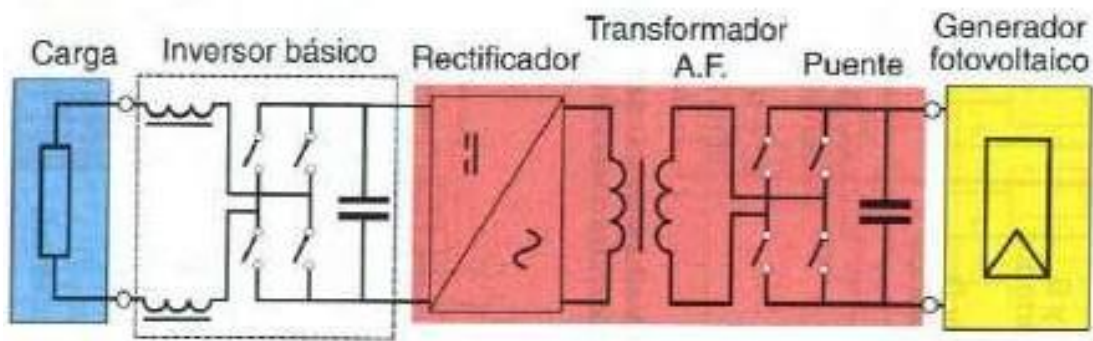 Carga
Inversor básico
Rectificador
Transformador
A.F.
Puente
Generador
fotovoltaico